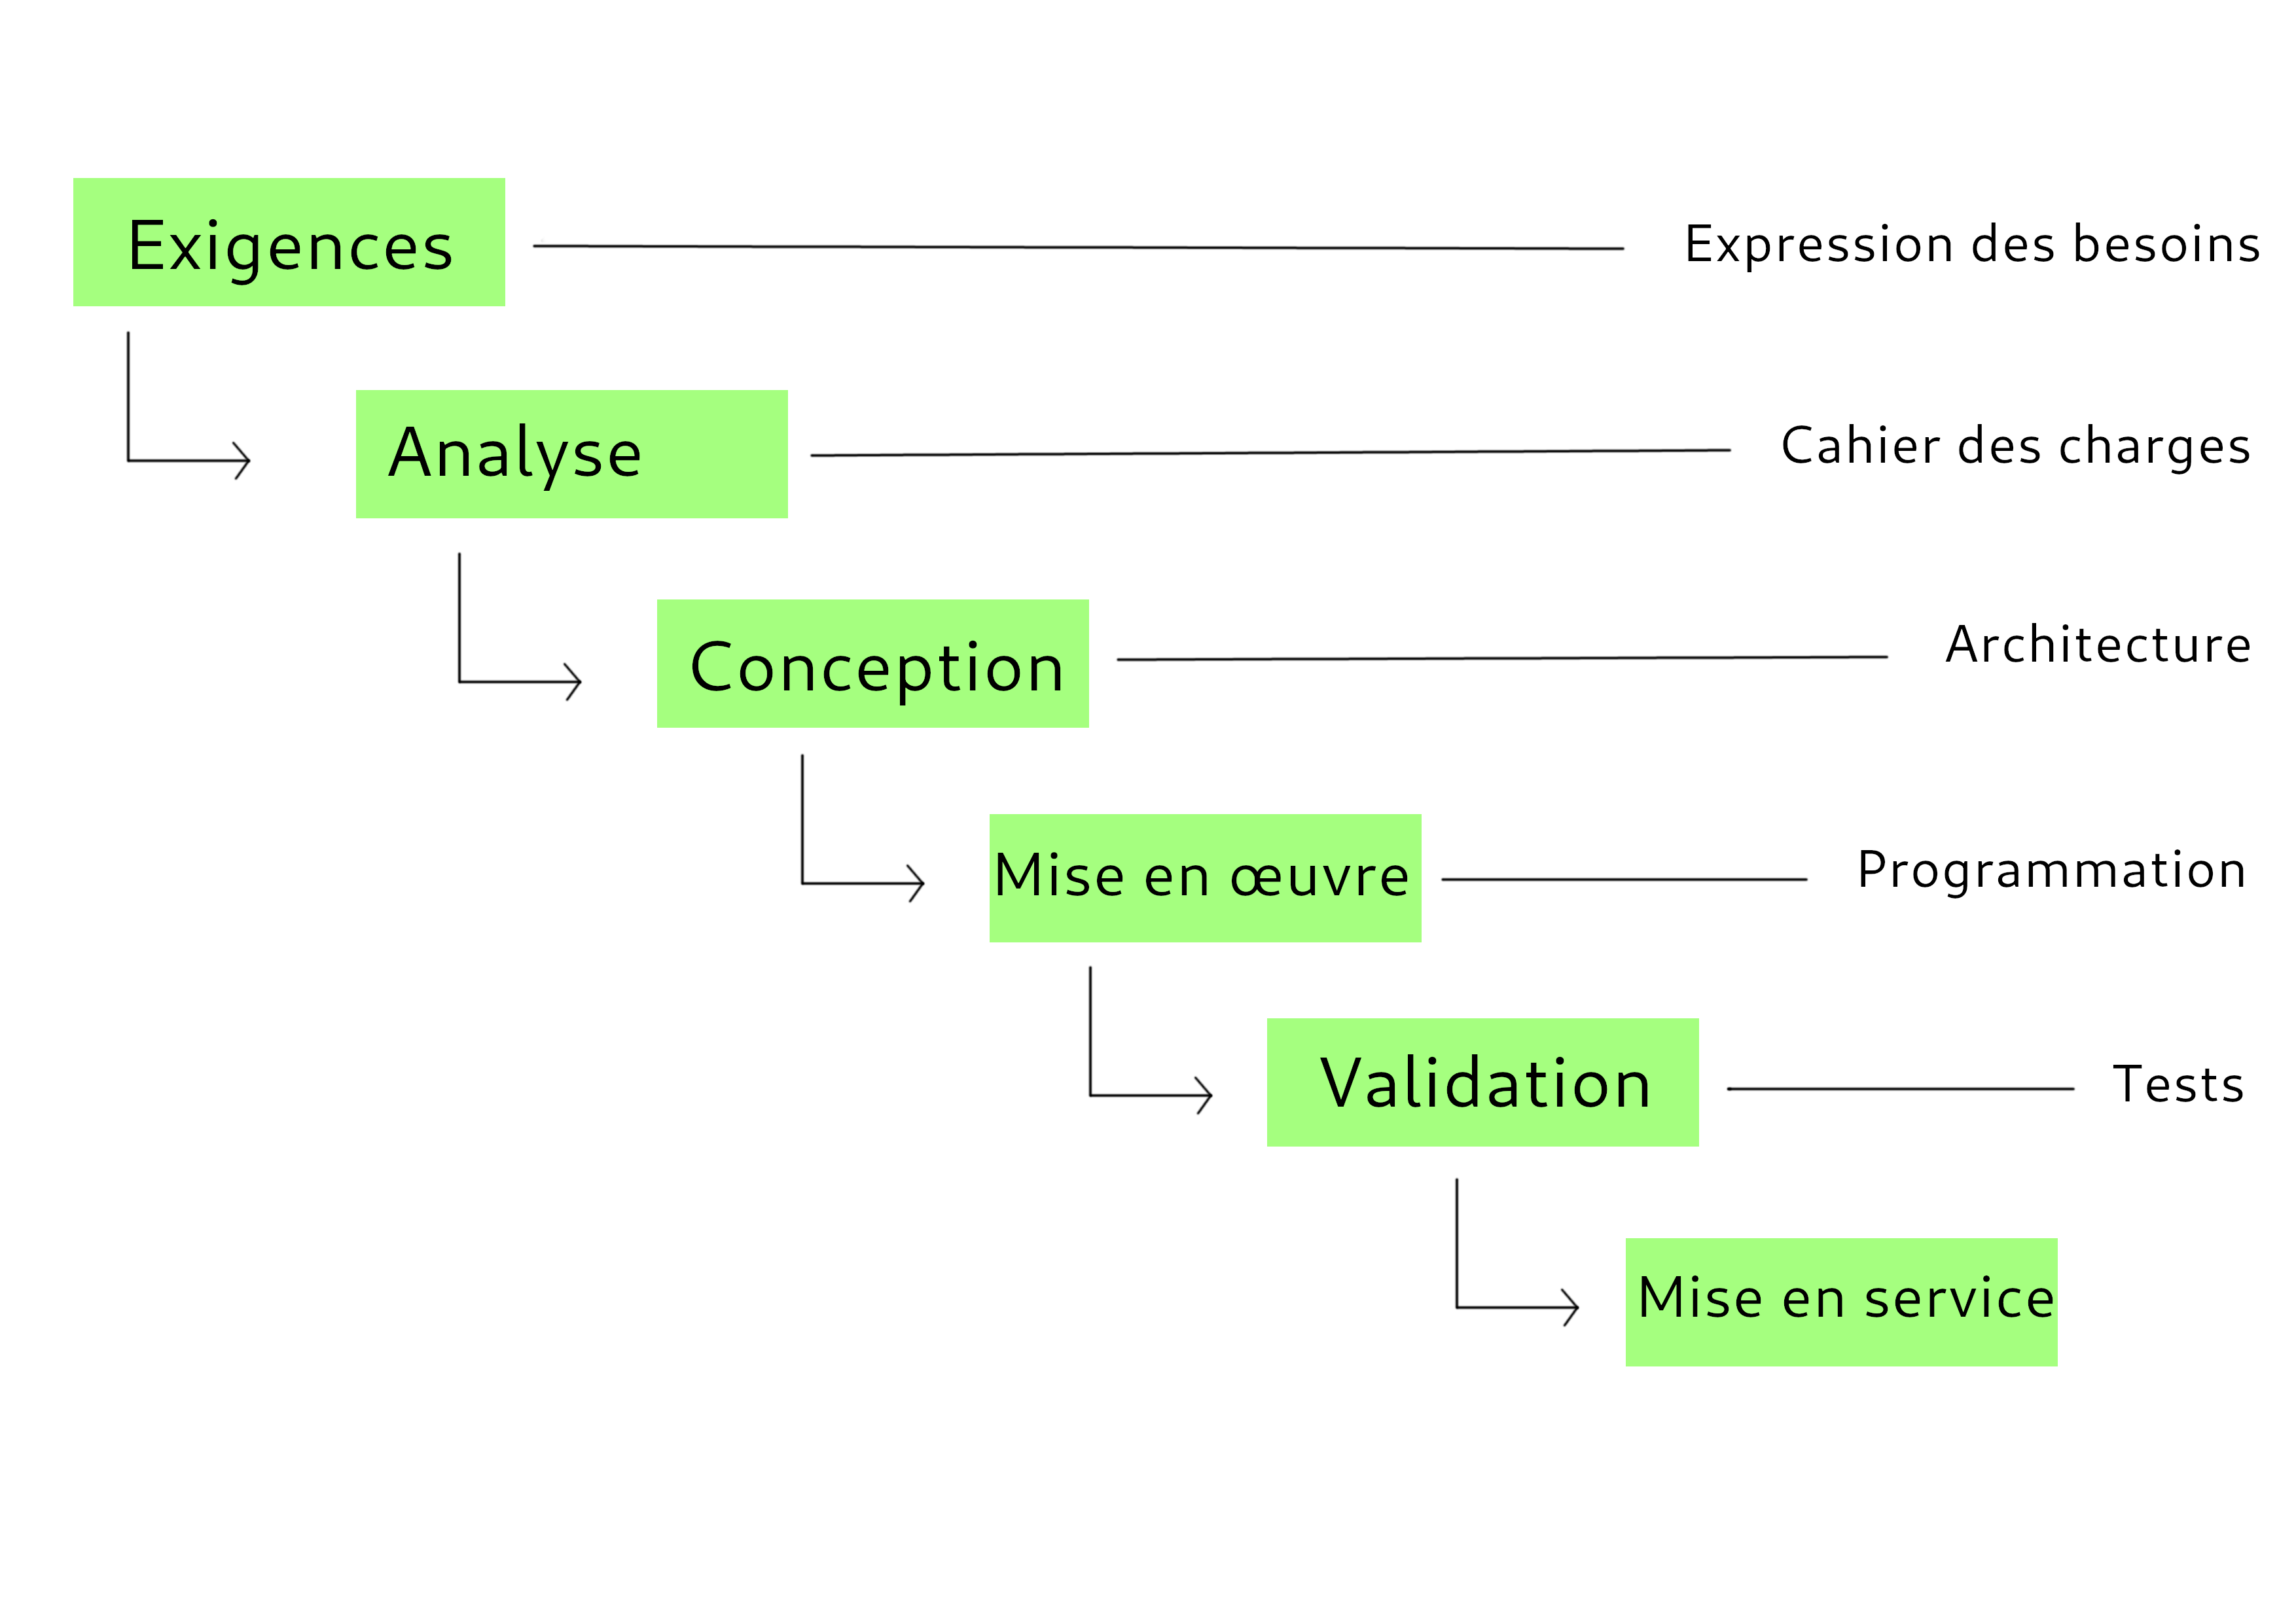 Exigences
Expression des besoins
Analyse
Cahier des charges
Conception
Architecture
Mise en œuvre
Programmation
Validation
Tests
Mise en service